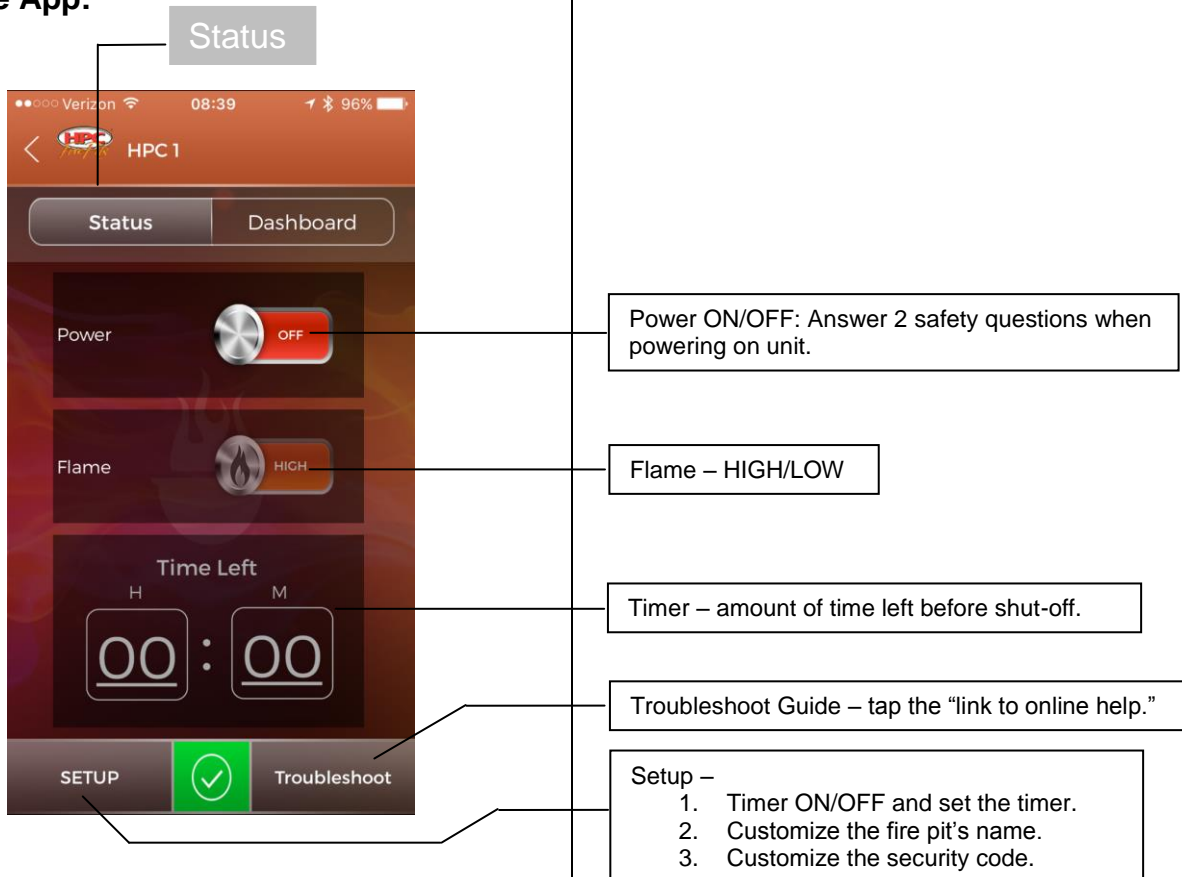 e App:
Status
Verizon 08:39 96%
HPC
HPC 1
Status Dashboard
Power OFF
Flame HIGH
Time Left
H M
00 : 00
SETUP Troubleshoot
Power ON/OFF: Answer 2 safety questions when
powering on unit.
Flame – HIGH/LOW
Timer – amount of time left before shut-off.
Troubleshoot Guide – tap the “link to online help.”
Setup –
1. Timer ON/OFF and set the timer.
2. Customize the fire pit’s name.
3. Customize the security code.